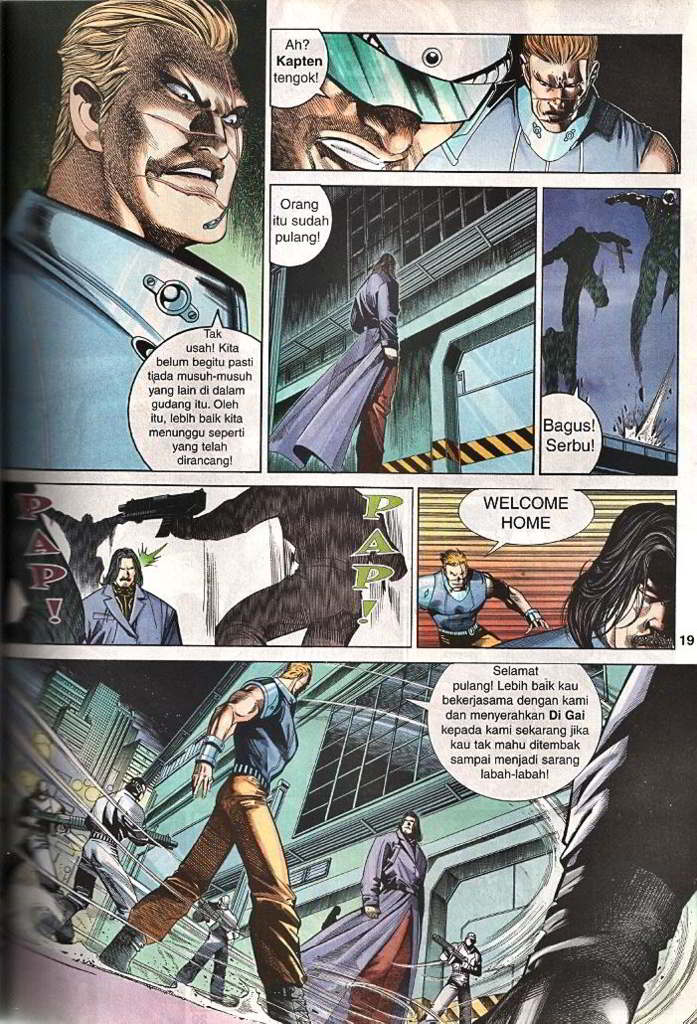 Tak
usah! Kita
belum begitu pasti
tiada musuh-musuh
yang lain di dalam
gudang itu. Oleh
itu, lebih baik kita
menunggu seperti
yang telah
dirancang!
Ah?
Kapten
tengok!
Orang
itu sudah
pulang!
Bagus!
Serbu!
PAP
PAP!
PAP
PAP!
WELCOME
HOME
19
Selamat
pulang! Lebih baik kau
bekerjasama dengan kami
dan menyerahkan Di Gai
kepada kami sekarang jika
kau tak mahu ditembak
sampai menjadi sarang
labah-labah!